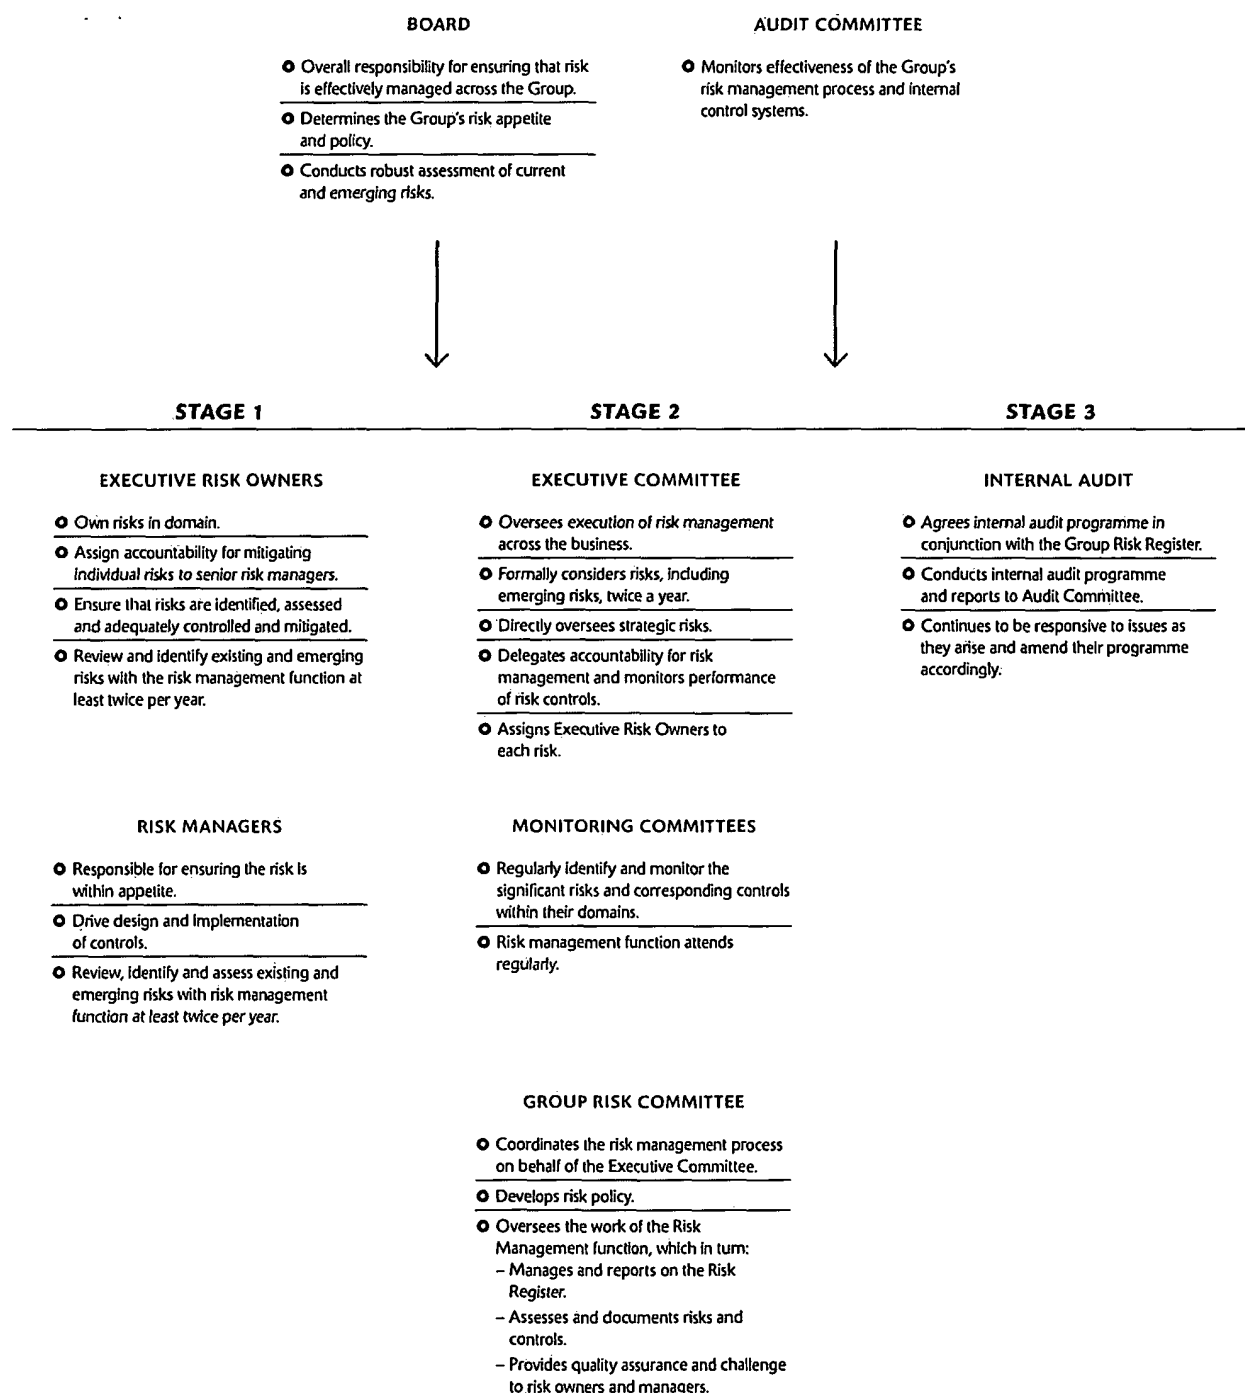 BOARD
Overall responsibility for ensuring that risk
is effectively managed across the Group.
Determines the Group's risk appetite
and policy.
Conducts robust assessment of current
and emerging risks.
AUDIT COMMITTEE
Monitors effectiveness of the Group's
risk management process and internal
control systems.
STAGE 1
STAGE 2
STAGE 3
EXECUTIVE RISK OWNERS
Own risks in domain.
Assign accountability for mitigating
individual risks to senior risk managers.
Ensure that risks are identified, assessed
and adequately controlled and mitigated.
Review and identify existing and emerging
risks with the risk management function at
least twice per year.
RISK MANAGERS
Responsible for ensuring the risk is
within appetite.
Drive design and implementation
of controls.
Review, identify and assess existing and
emerging risks with risk management
function at least twice per year.
EXECUTIVE COMMITTEE
Oversees execution of risk management
across the business.
Formally considers risks, including
emerging risks, twice a year.
Directly oversees strategic risks.
Delegates accountability for risk
management and monitors performance
of risk controls.
Assigns Executive Risk Owners to
each risk.
MONITORING COMMITTEES
Regularly identify and monitor the
significant risks and corresponding controls
within their domains.
Risk management function attends
regularly.
GROUP RISK COMMITTEE
Coordinates the risk management process
on behalf of the Executive Committee.
Develops risk policy.
Oversees the work of the Risk
Management function, which in turn:
– Manages and reports on the Risk
Register.
– Assesses and documents risks and
controls.
– Provides quality assurance and challenge
to risk owners and managers.
INTERNAL AUDIT
Agrees internal audit programme in
conjunction with the Group Risk Register.
Conducts internal audit programme
and reports to Audit Committee.
Continues to be responsive to issues as
they arise and amend their programme
accordingly.